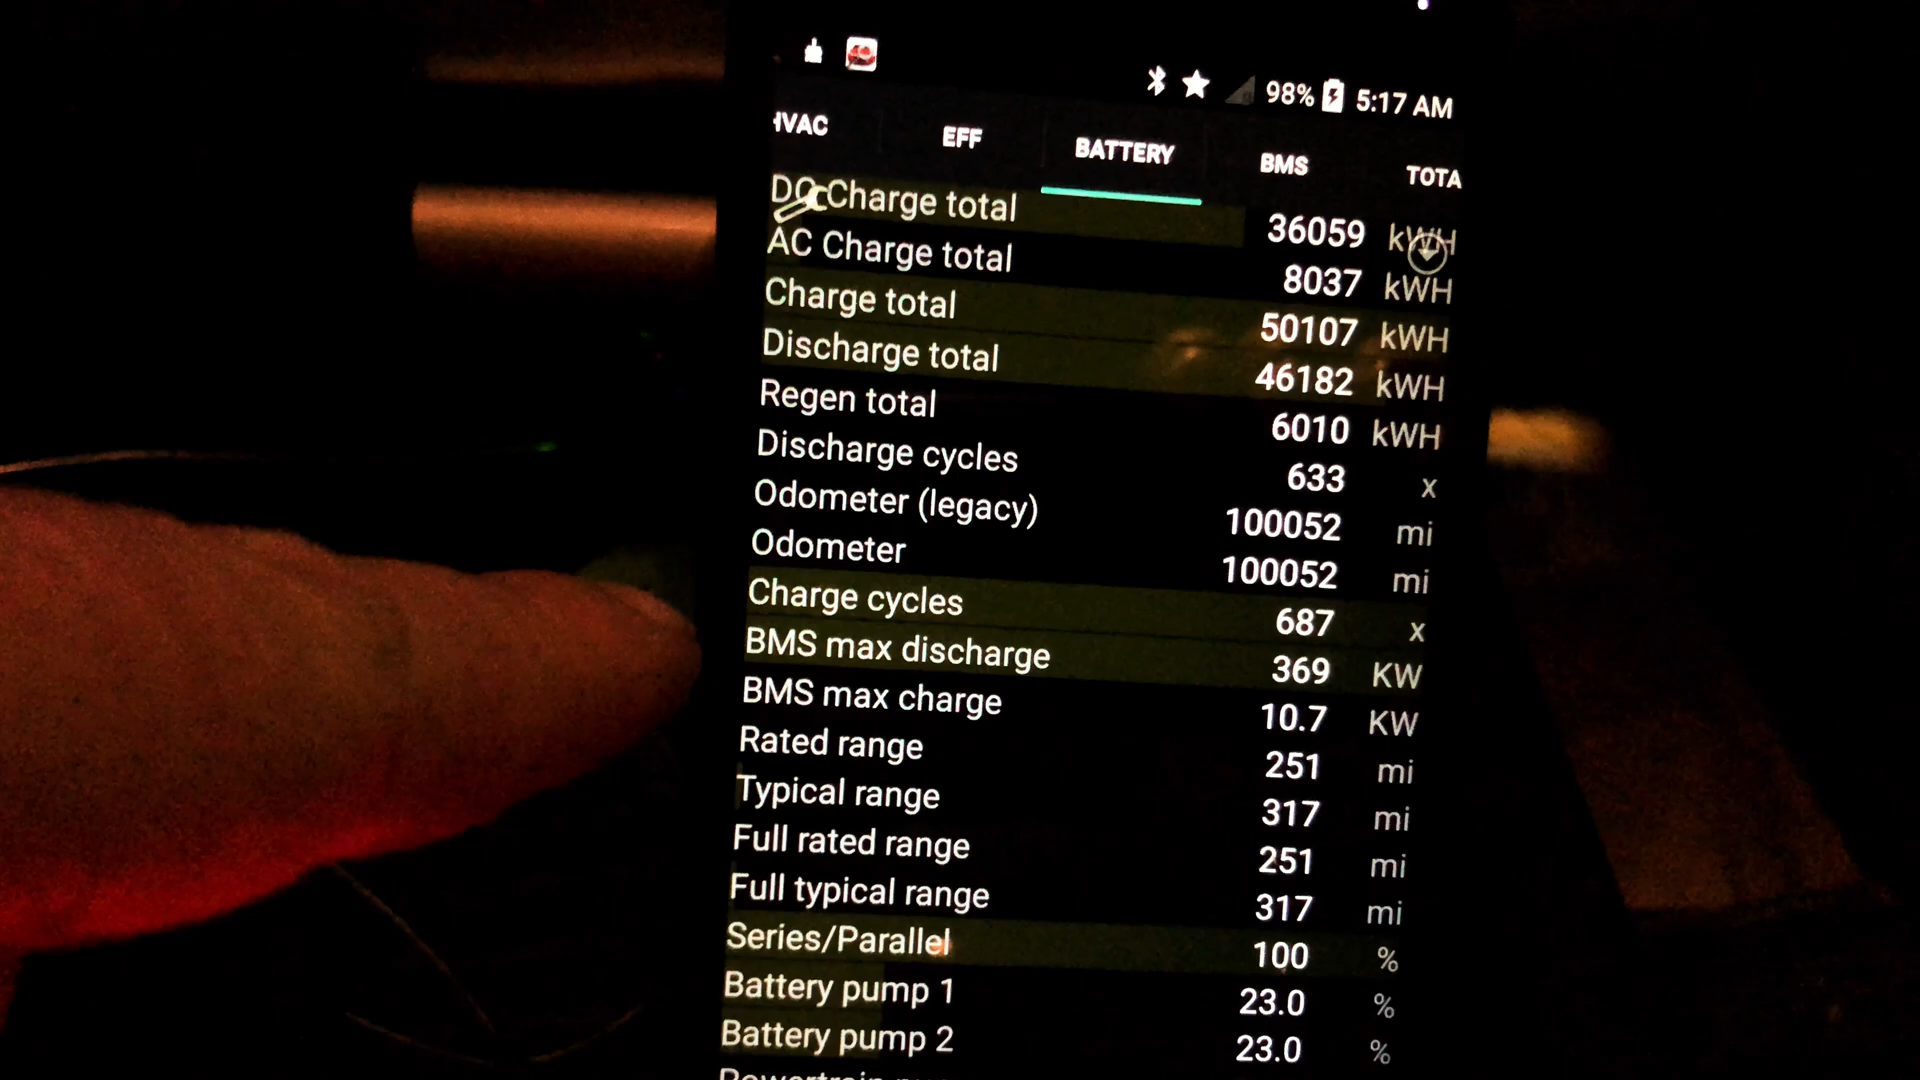 98% 5:17 AM
HVAC EFF BATTERY BMS TOTA
DC Charge total 36059 kWH
AC Charge total 8037 kWH
Charge total 50107 kWH
Discharge total 46182 kWH
Regen total 6010 kWH
Discharge cycles 633 x
Odometer (legacy) 100052 mi
Odometer 100052 mi
Charge cycles 687 x
BMS max discharge 369 KW
BMS max charge 10.7 KW
Rated range 251 mi
Typical range 317 mi
Full rated range 251 mi
Full typical range 317 mi
Series/Parallel 100 %
Battery pump 1 23.0 %
Battery pump 2 23.0 %